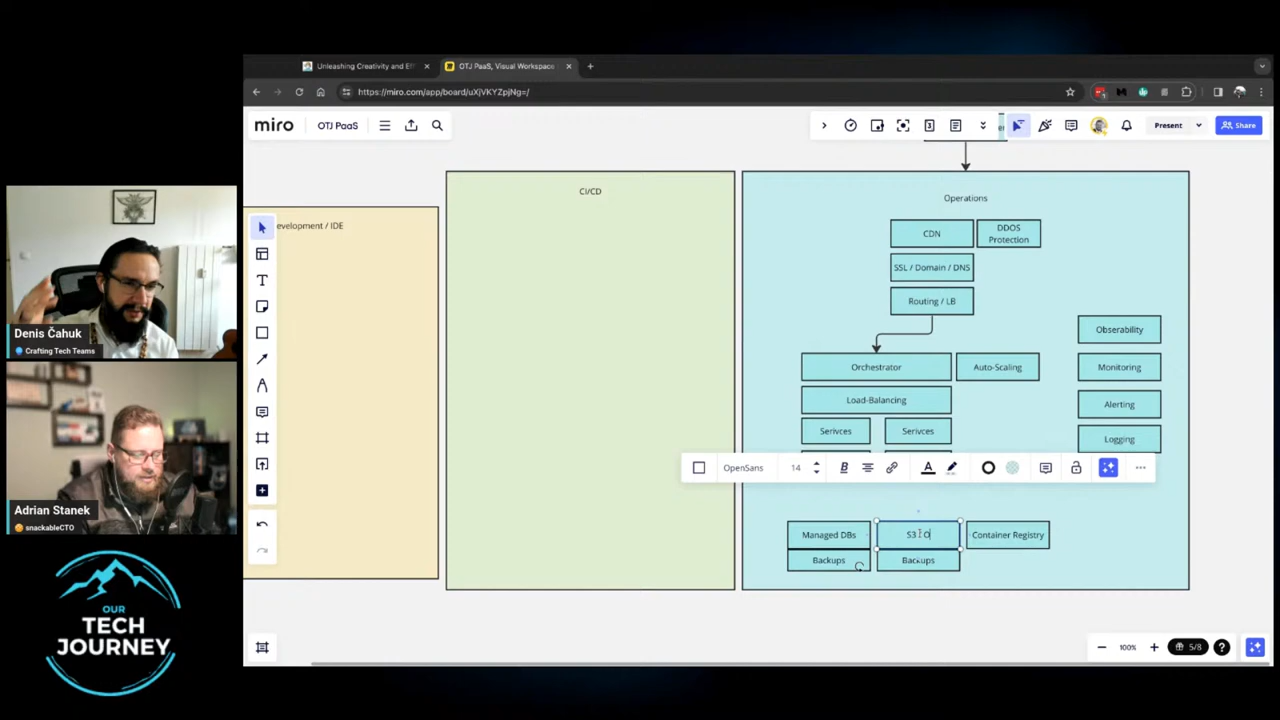 Unleashing Creativity and Eff
OTJ PaaS, Visual Workspace
https://miro.com/app/board/uXjVKYZpjNg=/
miro
OTJ PaaS
Present
Share
evelopment / IDE
CI/CD
Operations
CDN
DDOS
Protection
SSL / Domain / DNS
Routing / LB
Orchestrator
Auto-Scaling
Load-Balancing
Serivces
Serivces
Obserability
Monitoring
Alerting
Logging
OpenSans
14
B
A
Managed DBs
S3 O
Container Registry
Backups
Backups
100%
5/8
Denis Čahuk
Crafting Tech Teams
Adrian Stanek
snackableCTO
OUR
TECH
JOURNEY